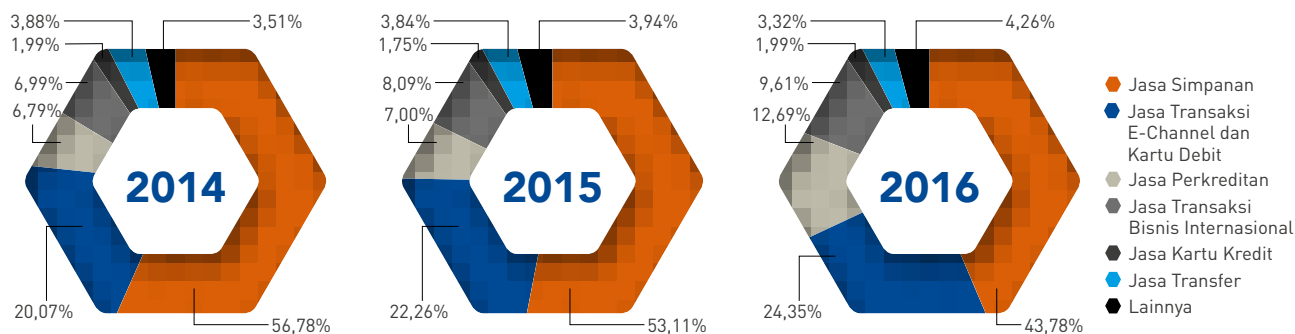 3,88%
3,51%
1,99%
6,99%
6,79%
2014
20,07%
56,78%
3,84%
3,94%
1,75%
8,09%
7,00%
2015
22,26%
53,11%
3,32%
4,26%
1,99%
9,61%
12,69%
2016
24,35%
43,78%
Jasa Simpanan
Jasa Transaksi
E-Channel dan
Kartu Debit
Jasa Perkreditan
Jasa Transaksi
Bisnis Internasional
Jasa Kartu Kredit
Jasa Transfer
Lainnya